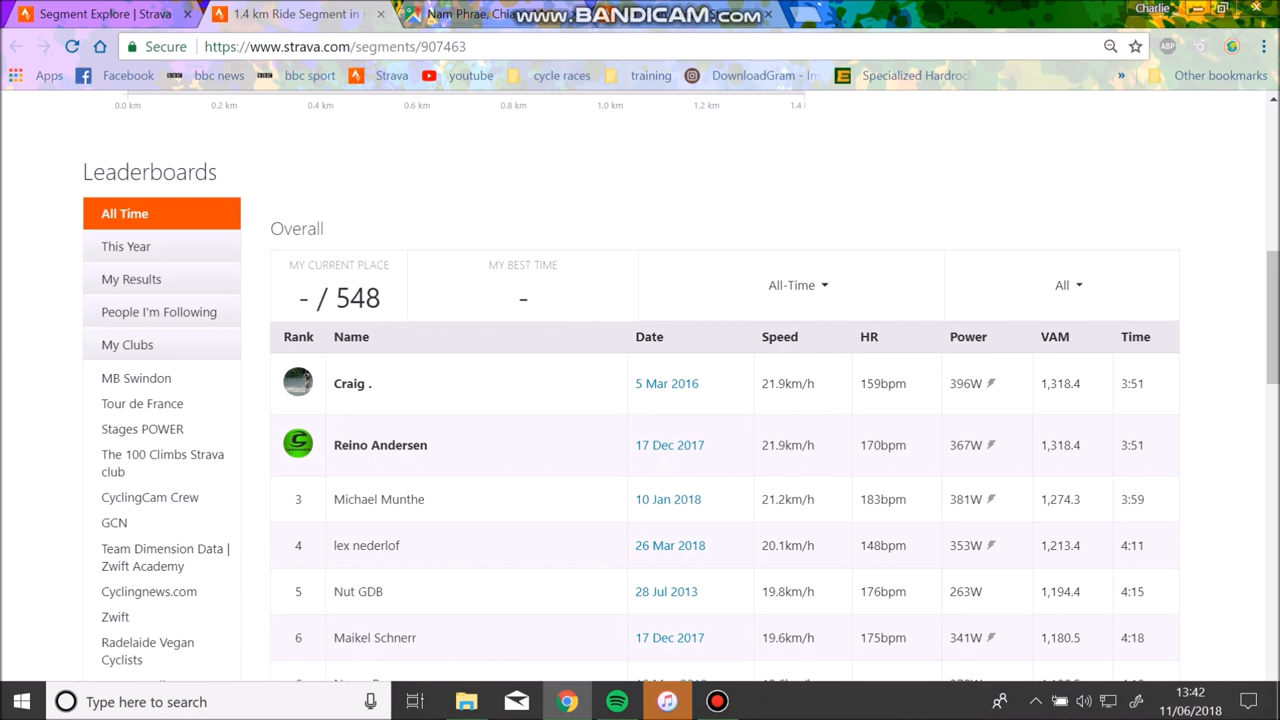 Segment Explore | Strava
1.4 km Ride Segment in
Nam Phrae, Chia
www.BANDICAM.com
Charlie
Secure
https://www.strava.com/segments/907463
ABP
Apps
Facebook
bbc news
bbc sport
Strava
youtube
cycle races
training
DownloadGram - In
Specialized Hardroc
»
Other bookmarks
0.0 km 0.2 km 0.4 km 0.6 km 0.8 km 1.0 km 1.2 km 1.4
Leaderboards
All Time
This Year
My Results
People I'm Following
My Clubs
MB Swindon
Tour de France
Stages POWER
The 100 Climbs Strava
club
CyclingCam Crew
GCN
Team Dimension Data |
Zwift Academy
Cyclingnews.com
Zwift
Radelaide Vegan
Cyclists
Overall
MY CURRENT PLACE
- / 548
MY BEST TIME
-
All-Time
All
Rank Name Date Speed HR Power VAM Time
Craig . 5 Mar 2016 21.9km/h 159bpm 396W 1,318.4 3:51
Reino Andersen 17 Dec 2017 21.9km/h 170bpm 367W 1,318.4 3:51
3 Michael Munthe 10 Jan 2018 21.2km/h 183bpm 381W 1,274.3 3:59
4 lex nederlof 26 Mar 2018 20.1km/h 148bpm 353W 1,213.4 4:11
5 Nut GDB 28 Jul 2013 19.8km/h 176bpm 263W 1,194.4 4:15
6 Maikel Schnerr 17 Dec 2017 19.6km/h 175bpm 341W 1,180.5 4:18
Type here to search
13:42
11/06/2018